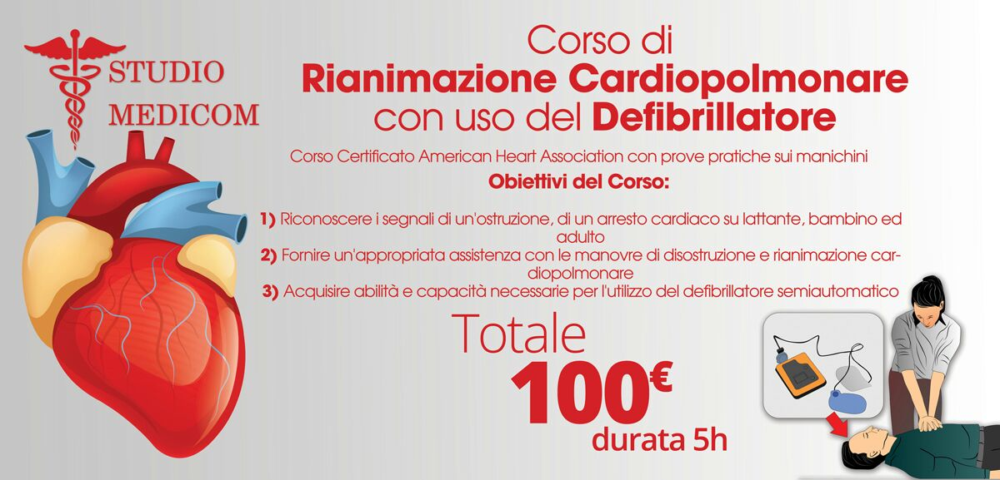 STUDIO
MEDICOM
Corso di
Rianimazione Cardiopolmonare
con uso del Defibrillatore
Corso Certificato American Heart Association con prove pratiche sui manichini
Obiettivi del Corso:
1) Riconoscere i segnali di un'ostruzione, di un arresto cardiaco su lattante, bambino ed
adulto
2) Fornire un'appropriata assistenza con le manovre di disostruzione e rianimazione car-
diopolmonare
3) Acquisire abilità e capacità necessarie per l'utilizzo del defibrillatore semiautomatico
Totale
100€
durata 5h